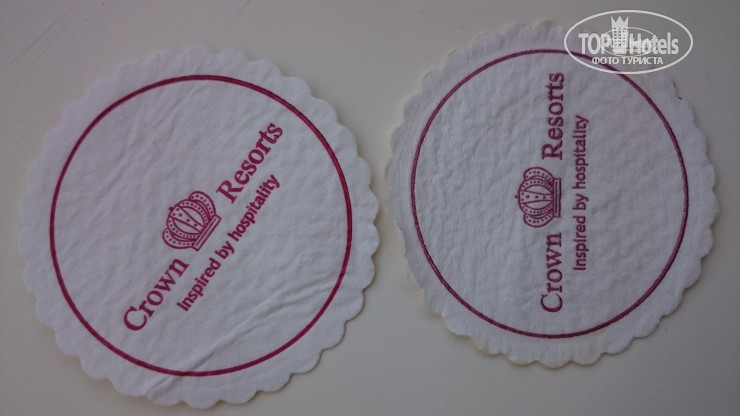 Crown Resorts
Inspired by hospitality
Crown Resorts
Inspired by hospitality
TOP Hotels
ФОТО ТУРИСТА